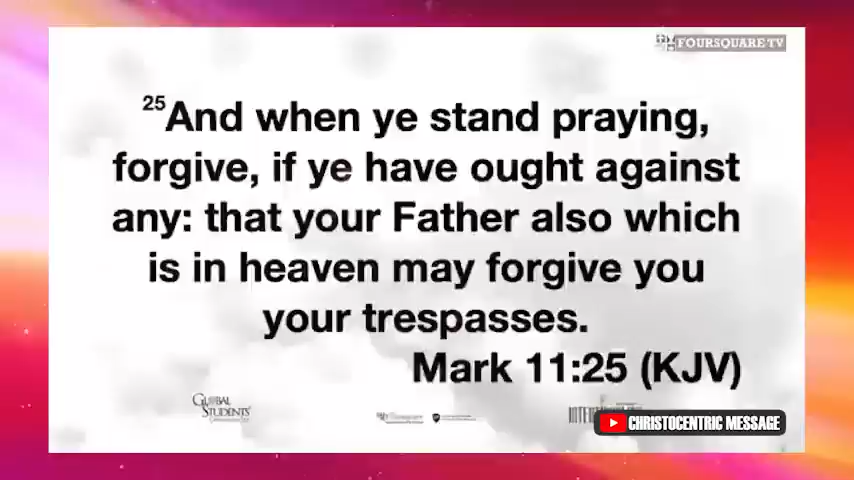 FOURSQUARE TV
25And when ye stand praying,
forgive, if ye have ought against
any: that your Father also which
is in heaven may forgive you
your trespasses.
Mark 11:25 (KJV)
GLOBAL
STUDENTS'
CHRISTOCENTRIC MESSAGE